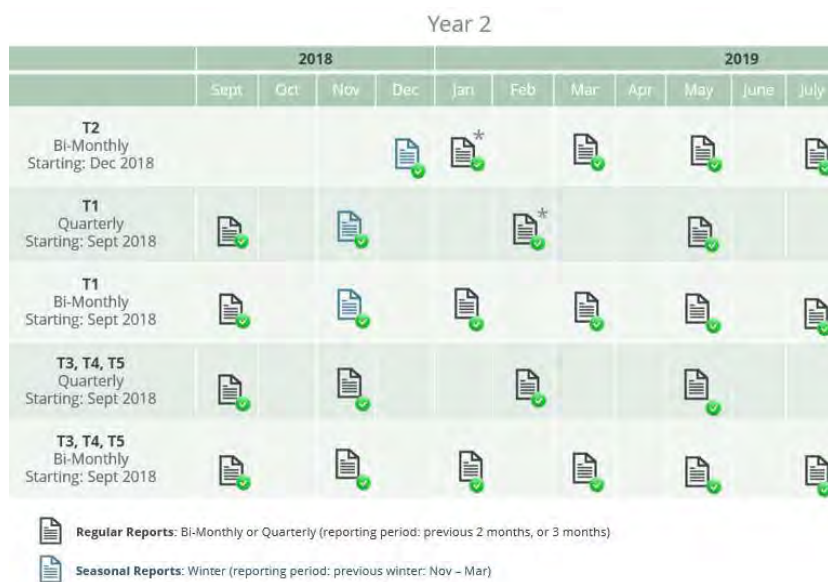 Year 2
2018 2019
Sept Oct Nov Dec Jan Feb Mar Apr May June July
T2
Bi-Monthly
Starting: Dec 2018
*
T1
Quarterly
Starting: Sept 2018
*
T1
Bi-Monthly
Starting: Sept 2018
T3, T4, T5
Quarterly
Starting: Sept 2018
T3, T4, T5
Bi-Monthly
Starting: Sept 2018
Regular Reports: Bi-Monthly or Quarterly (reporting period: previous 2 months, or 3 months)
Seasonal Reports: Winter (reporting period: previous winter: Nov – Mar)